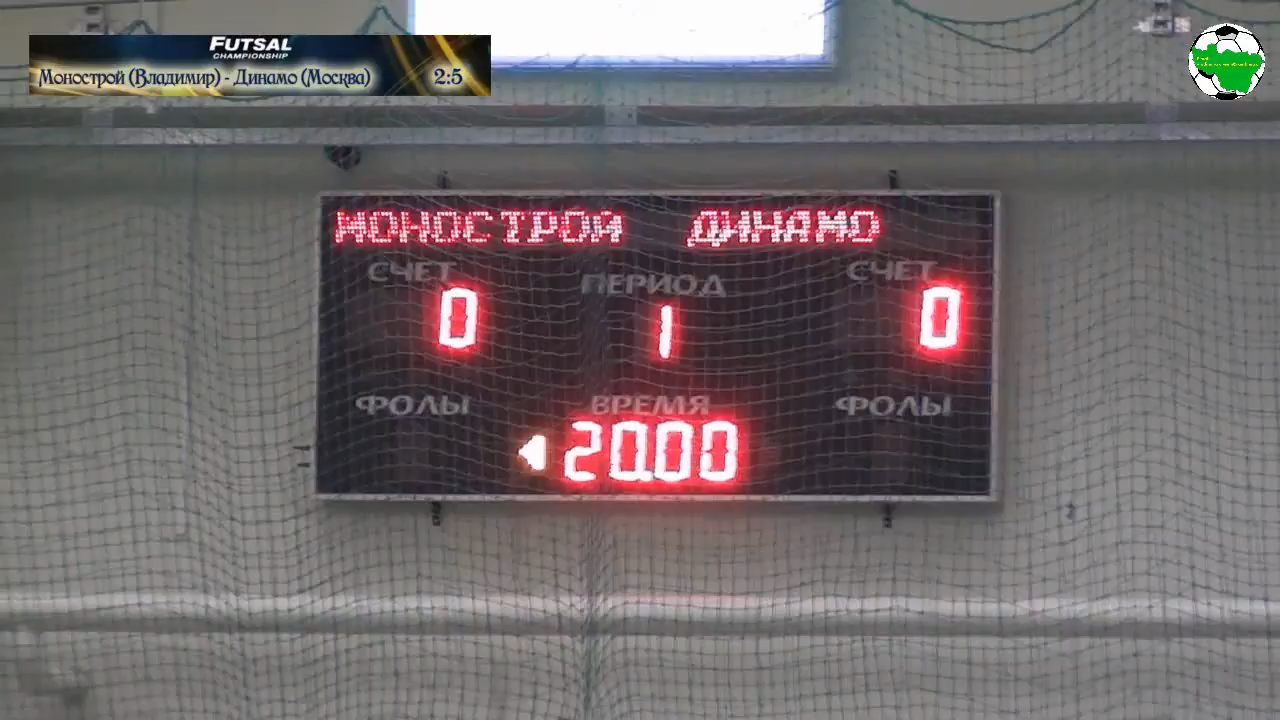 FUTSAL
CHAMPIONSHIP
Монострой (Владимир) - Динамо (Москва) 2:5
МОНОСТРОЙ ДИНАМО
СЧЕТ ПЕРИОД СЧЕТ
0 1 0
ФОЛЫ ВРЕМЯ ФОЛЫ
20.00